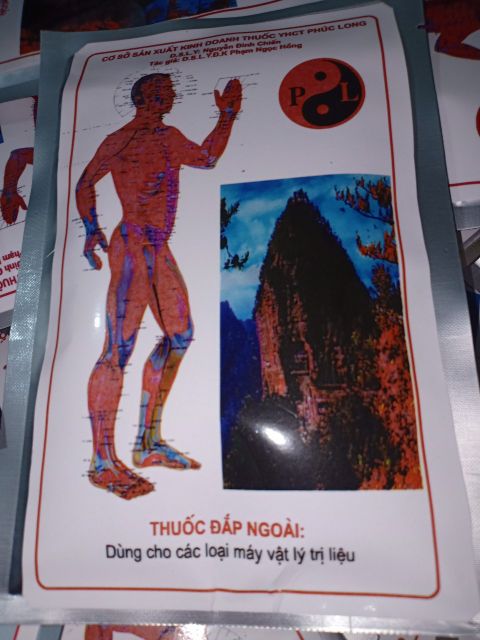 CƠ SỞ SẢN XUẤT KINH DOANH THUỐC YHCT PHÚC LONG
D.S.L.Y: Nguyễn Đình Chiến
Tác giả: D.S.L.Y.D.K Phạm Ngọc Hồng
P L
THUỐC ĐẮP NGOÀI:
Dùng cho các loại máy vật lý trị liệu